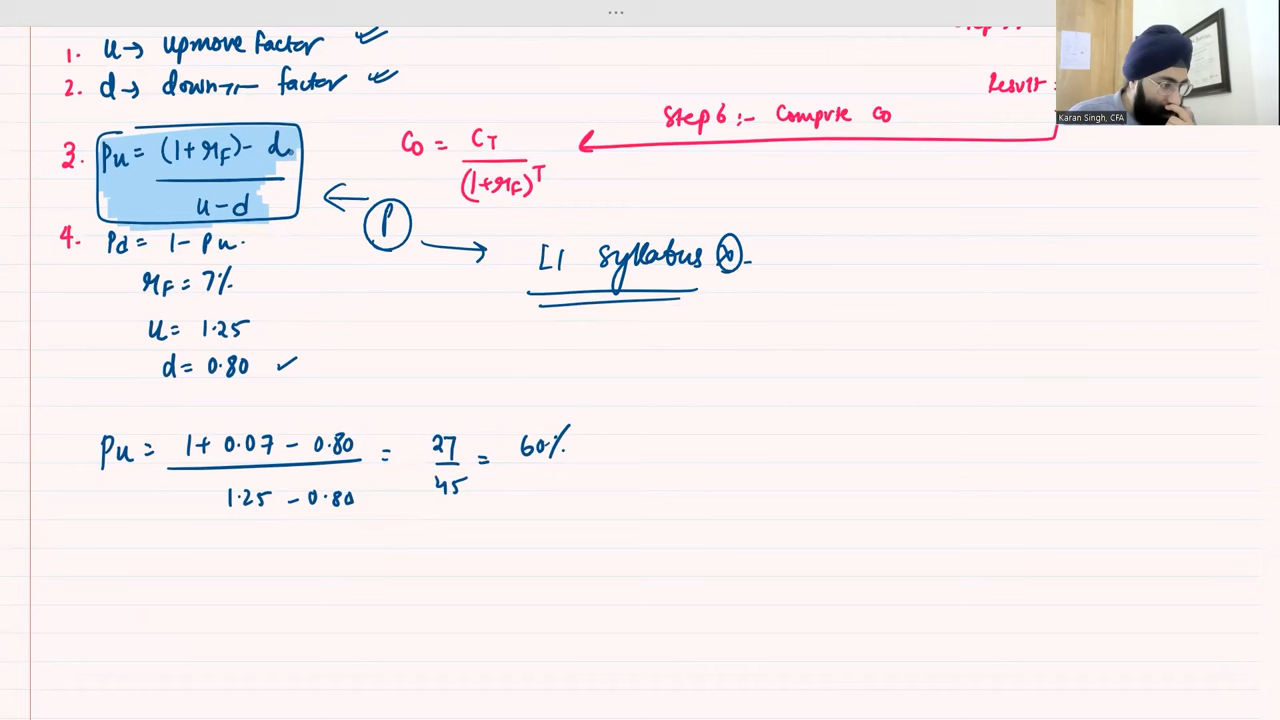 1. u → upmove factor
2. d → down factor
Step
Result :
Step 6 :- Compute C0
3. Pu = (1+rF) - d
u - d
C0 = CT
(1+rF)^T
P
4. Pd = 1 - Pu.
L1 syllabus
rF = 7%
u = 1.25
d = 0.80
Pu = 1 + 0.07 - 0.80 = 27 = 60%
1.25 - 0.80 45
Karan Singh, CFA